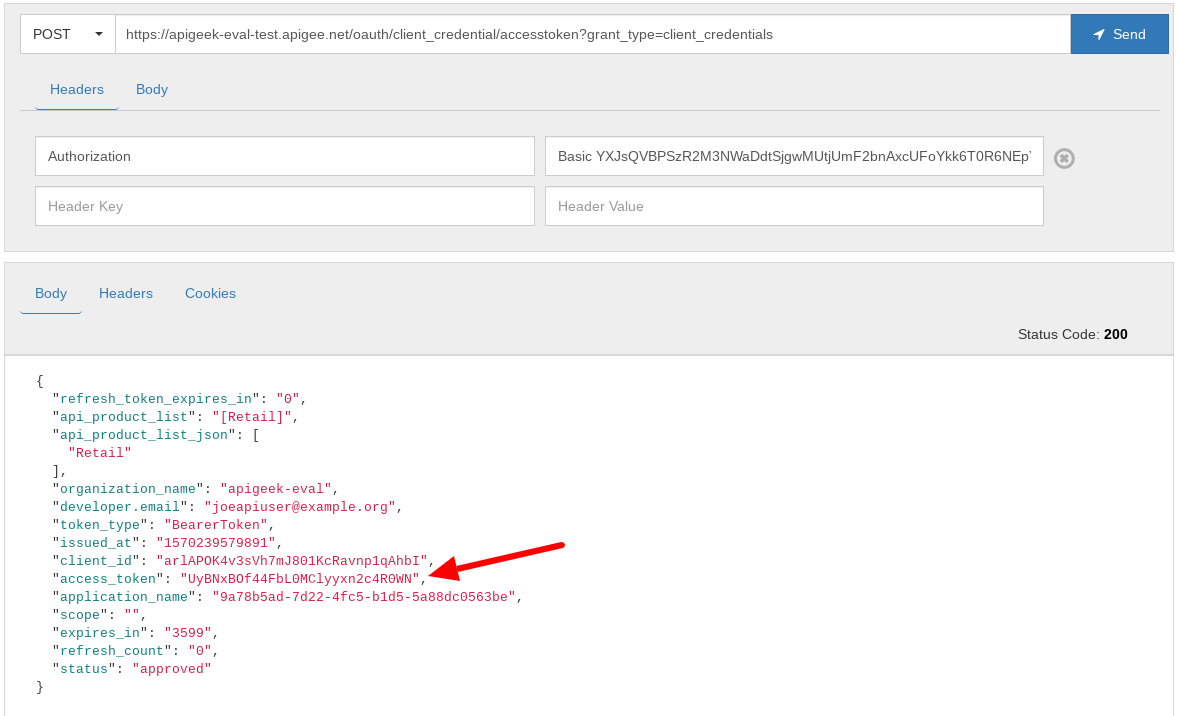 POST
https://apigeek-eval-test.apigee.net/oauth/client_credential/accesstoken?grant_type=client_credentials
Send
Headers Body
Authorization
Basic YXJsQVBPSzR2M3NWaDdtSjgwMUtjUmF2bnAxcUFoYkk6T0R6NEpY
Header Key
Header Value
Body Headers Cookies
Status Code: 200
{
"refresh_token_expires_in": "0",
"api_product_list": "[Retail]",
"api_product_list_json": [
"Retail"
],
"organization_name": "apigeek-eval",
"developer.email": "joeapiuser@example.org",
"token_type": "BearerToken",
"issued_at": "1570239579891",
"client_id": "arlAPOK4v3sVh7mJ801KcRavnp1qAhbI",
"access_token": "UyBNxBOf44FbL0MClyyxn2c4R0WN",
"application_name": "9a78b5ad-7d22-4fc5-b1d5-5a88dc0563be",
"scope": "",
"expires_in": "3599",
"refresh_count": "0",
"status": "approved"
}